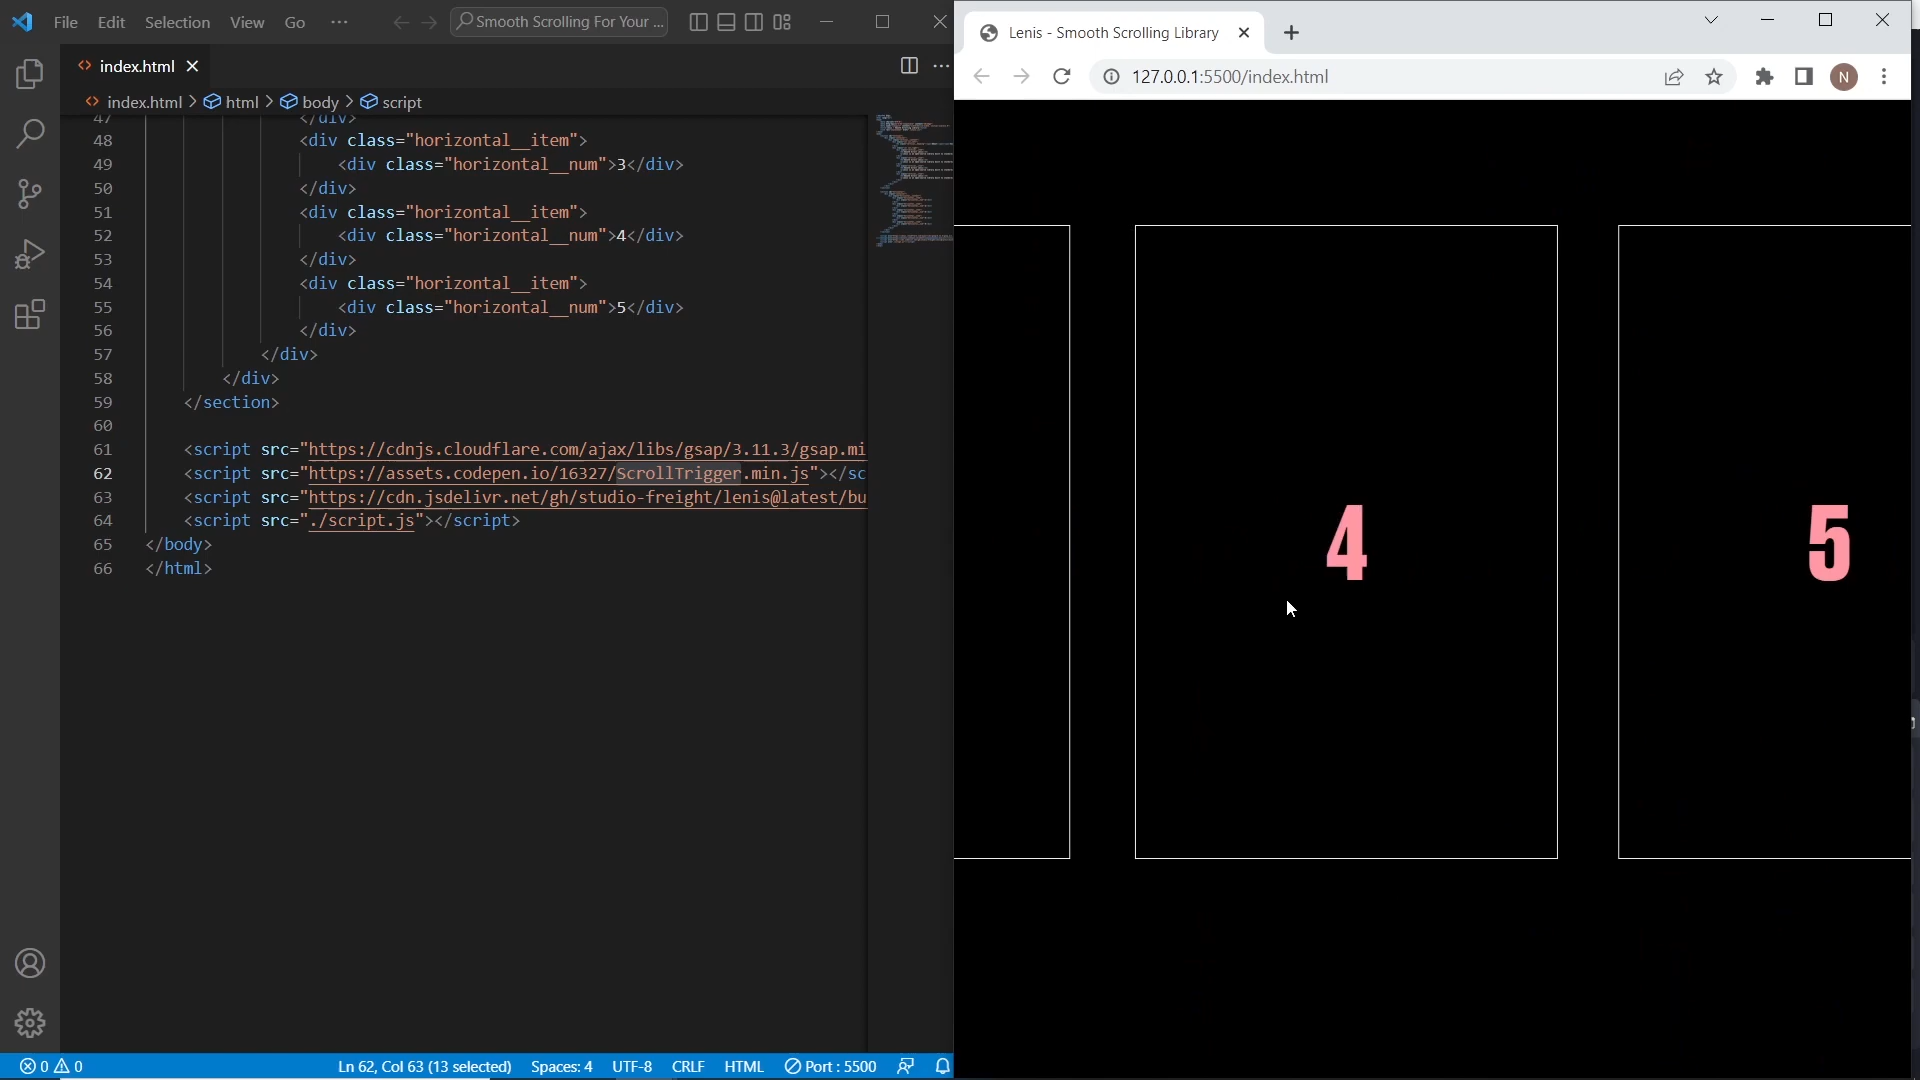 File Edit Selection View Go ···
Smooth Scrolling For Your ...
index.html
index.html > html > body > script
47 </div>
48 <div class="horizontal__item">
49 <div class="horizontal__num">3</div>
50 </div>
51 <div class="horizontal__item">
52 <div class="horizontal__num">4</div>
53 </div>
54 <div class="horizontal__item">
55 <div class="horizontal__num">5</div>
56 </div>
57 </div>
58 </div>
59 </section>
60
61 <script src="https://cdnjs.cloudflare.com/ajax/libs/gsap/3.11.3/gsap.mi
62 <script src="https://assets.codepen.io/16327/ScrollTrigger.min.js"></sc
63 <script src="https://cdn.jsdelivr.net/gh/studio-freight/lenis@latest/bu
64 <script src="./script.js"></script>
65 </body>
66 </html>
0 0 Ln 62, Col 63 (13 selected) Spaces: 4 UTF-8 CRLF HTML Port : 5500
Lenis - Smooth Scrolling Library
127.0.0.1:5500/index.html
N
4
5